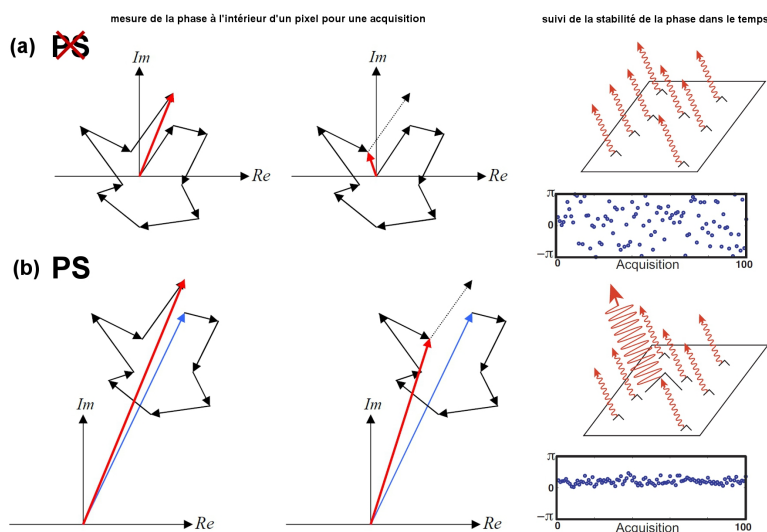 mesure de la phase à l'intérieur d'un pixel pour une acquisition
suivi de la stabilité de la phase dans le temps
(a) PS
Im
Re
Im
Re
π
0
-π
0
Acquisition
100
(b) PS
Im
Re
Im
Re
π
0
-π
0
Acquisition
100